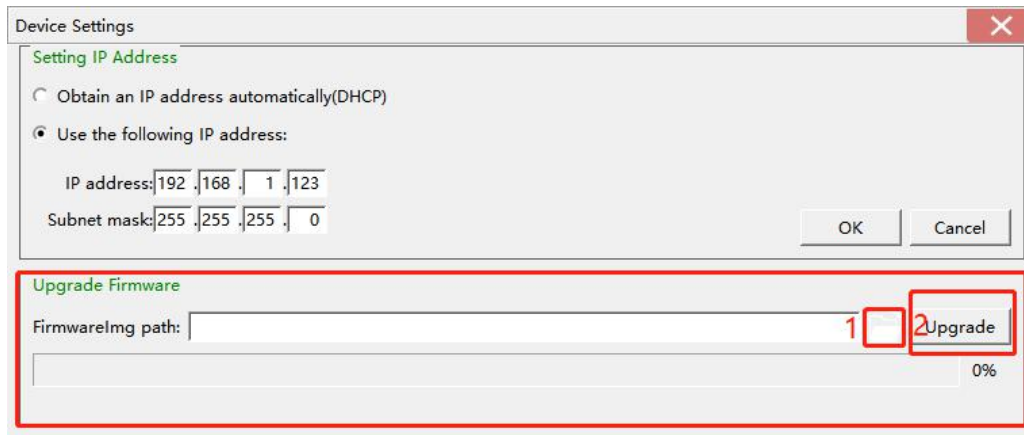 Device Settings
Setting IP Address
Obtain an IP address automatically(DHCP)
Use the following IP address:
IP address: 192 . 168 . 1 . 123
Subnet mask: 255 . 255 . 255 . 0
OK Cancel
Upgrade Firmware
FirmwareImg path: 1 2 Upgrade
0%